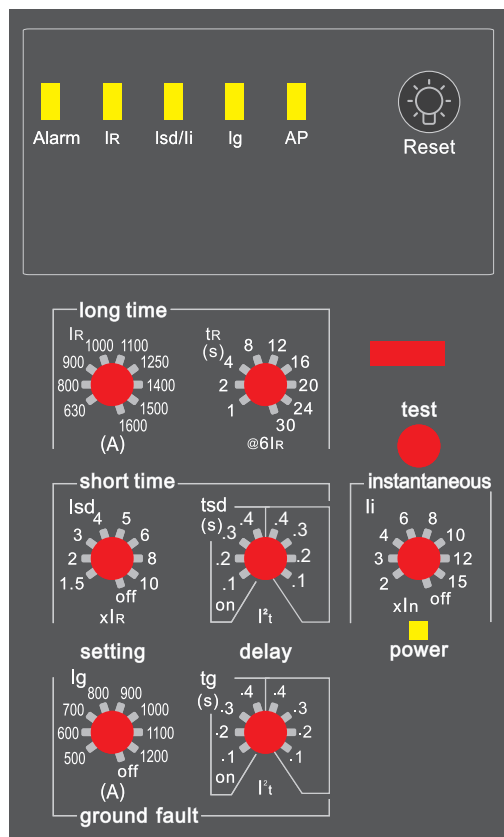 Alarm IR Isd/Ii Ig AP
Reset
long time
IR
630
800
900
1000
1100
1250
1400
1500
1600
(A)
tR
(s)
1
2
4
8
12
16
20
24
30
@6IR
test
short time
Isd
1.5
2
3
4
5
6
8
10
off
xIR
tsd
(s)
on
.1
.2
.3
.4
.4
.3
.2
.1
I²t
instantaneous
Ii
2
3
4
6
8
10
12
15
off
xIn
power
setting
delay
Ig
500
600
700
800
900
1000
1100
1200
off
(A)
tg
(s)
on
.1
.2
.3
.4
.4
.3
.2
.1
I²t
ground fault